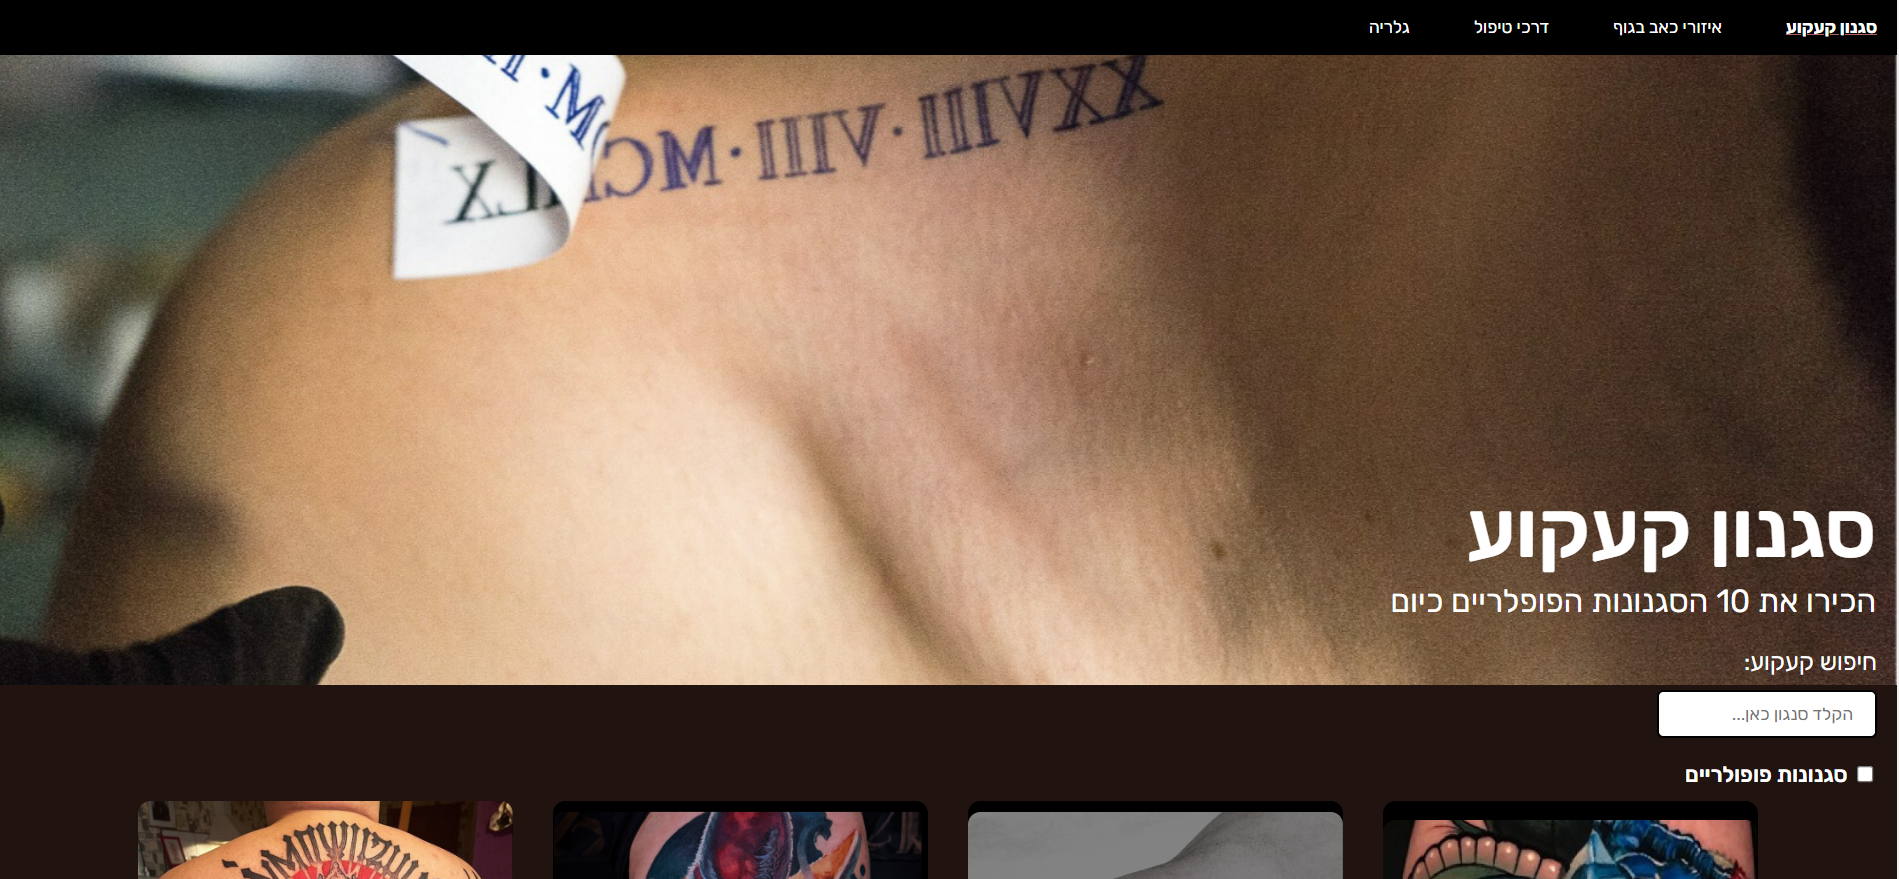 סגנון קעקוע
איזורי כאב בגוף
דרכי טיפול
גלריה
XXVIII · VIII · MC
סגנון קעקוע
הכירו את 10 הסגנונות הפופלריים כיום
חיפוש קעקוע:
הקלד סגנון כאן...
סגנונות פופולריים